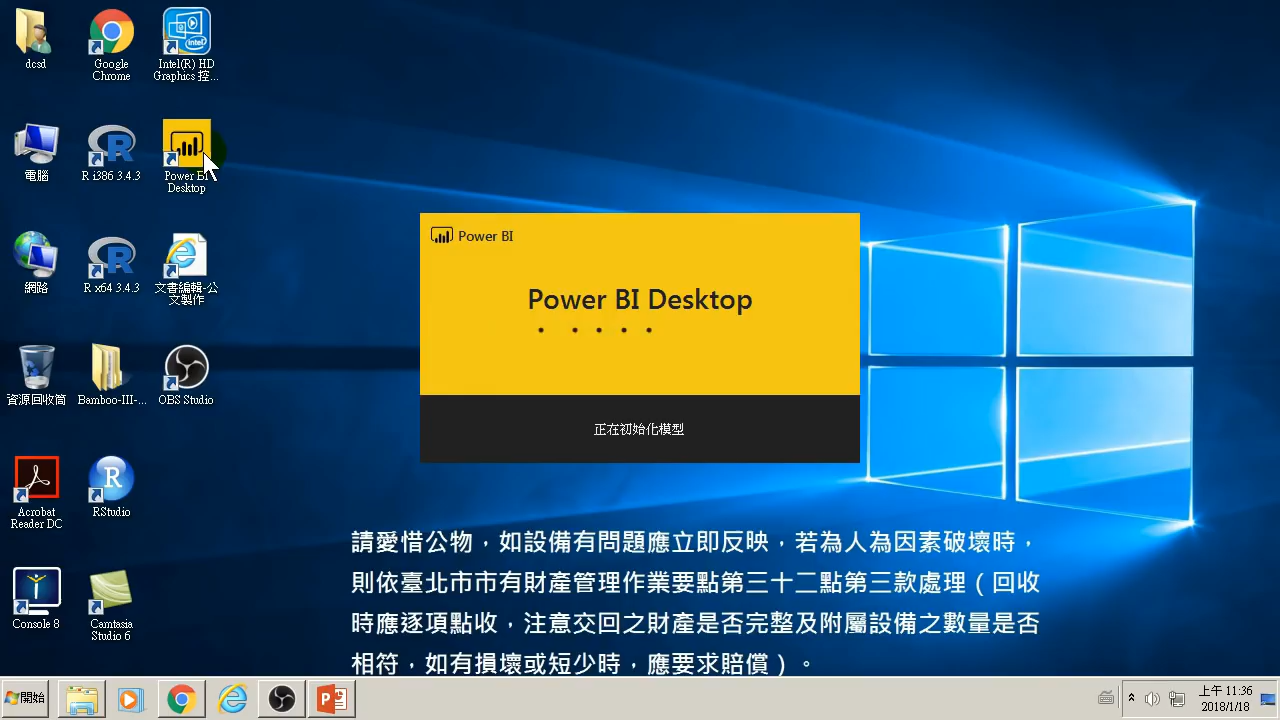 dcsd
Google
Chrome
Intel(R) HD
Graphics 控...
電腦
R i386 3.4.3
Power BI
Desktop
網路
R x64 3.4.3
文書編輯-公
文製作
資源回收筒
Bamboo-III-...
OBS Studio
Acrobat
Reader DC
RStudio
Console 8
Camtasia
Studio 6
Power BI
Power BI Desktop
正在初始化模型
請愛惜公物，如設備有問題應立即反映，若為人為因素破壞時，
則依臺北市市有財產管理作業要點第三十二點第三款處理（回收
時應逐項點收，注意交回之財產是否完整及附屬設備之數量是否
相符，如有損壞或短少時，應要求賠償）。
開始
上午 11:36
2018/1/18